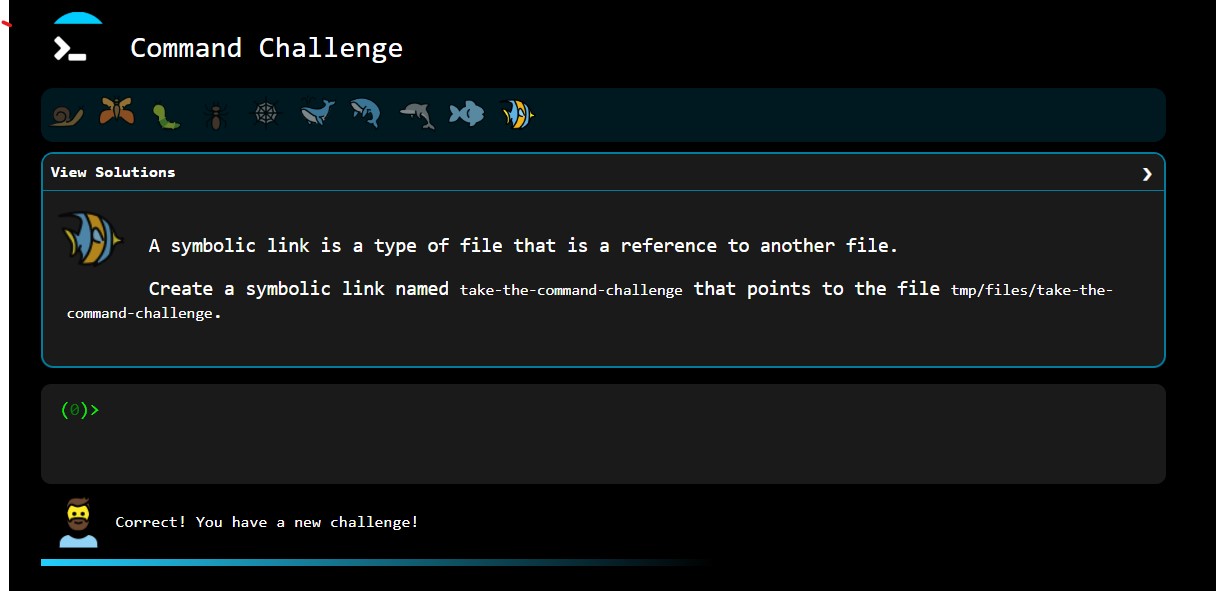 Command Challenge
View Solutions
A symbolic link is a type of file that is a reference to another file.
Create a symbolic link named take-the-command-challenge that points to the file tmp/files/take-the-
command-challenge.
(0)>
Correct! You have a new challenge!